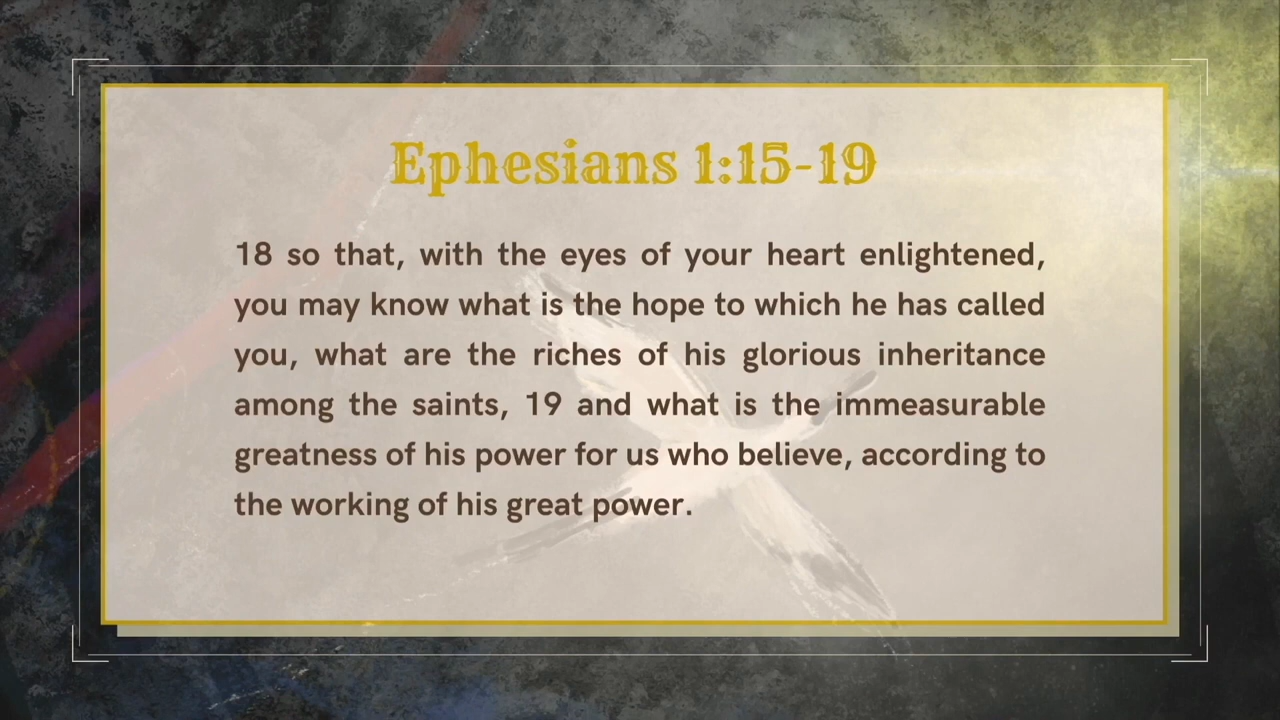 Ephesians 1:15-19
18 so that, with the eyes of your heart enlightened,
you may know what is the hope to which he has called
you, what are the riches of his glorious inheritance
among the saints, 19 and what is the immeasurable
greatness of his power for us who believe, according to
the working of his great power.